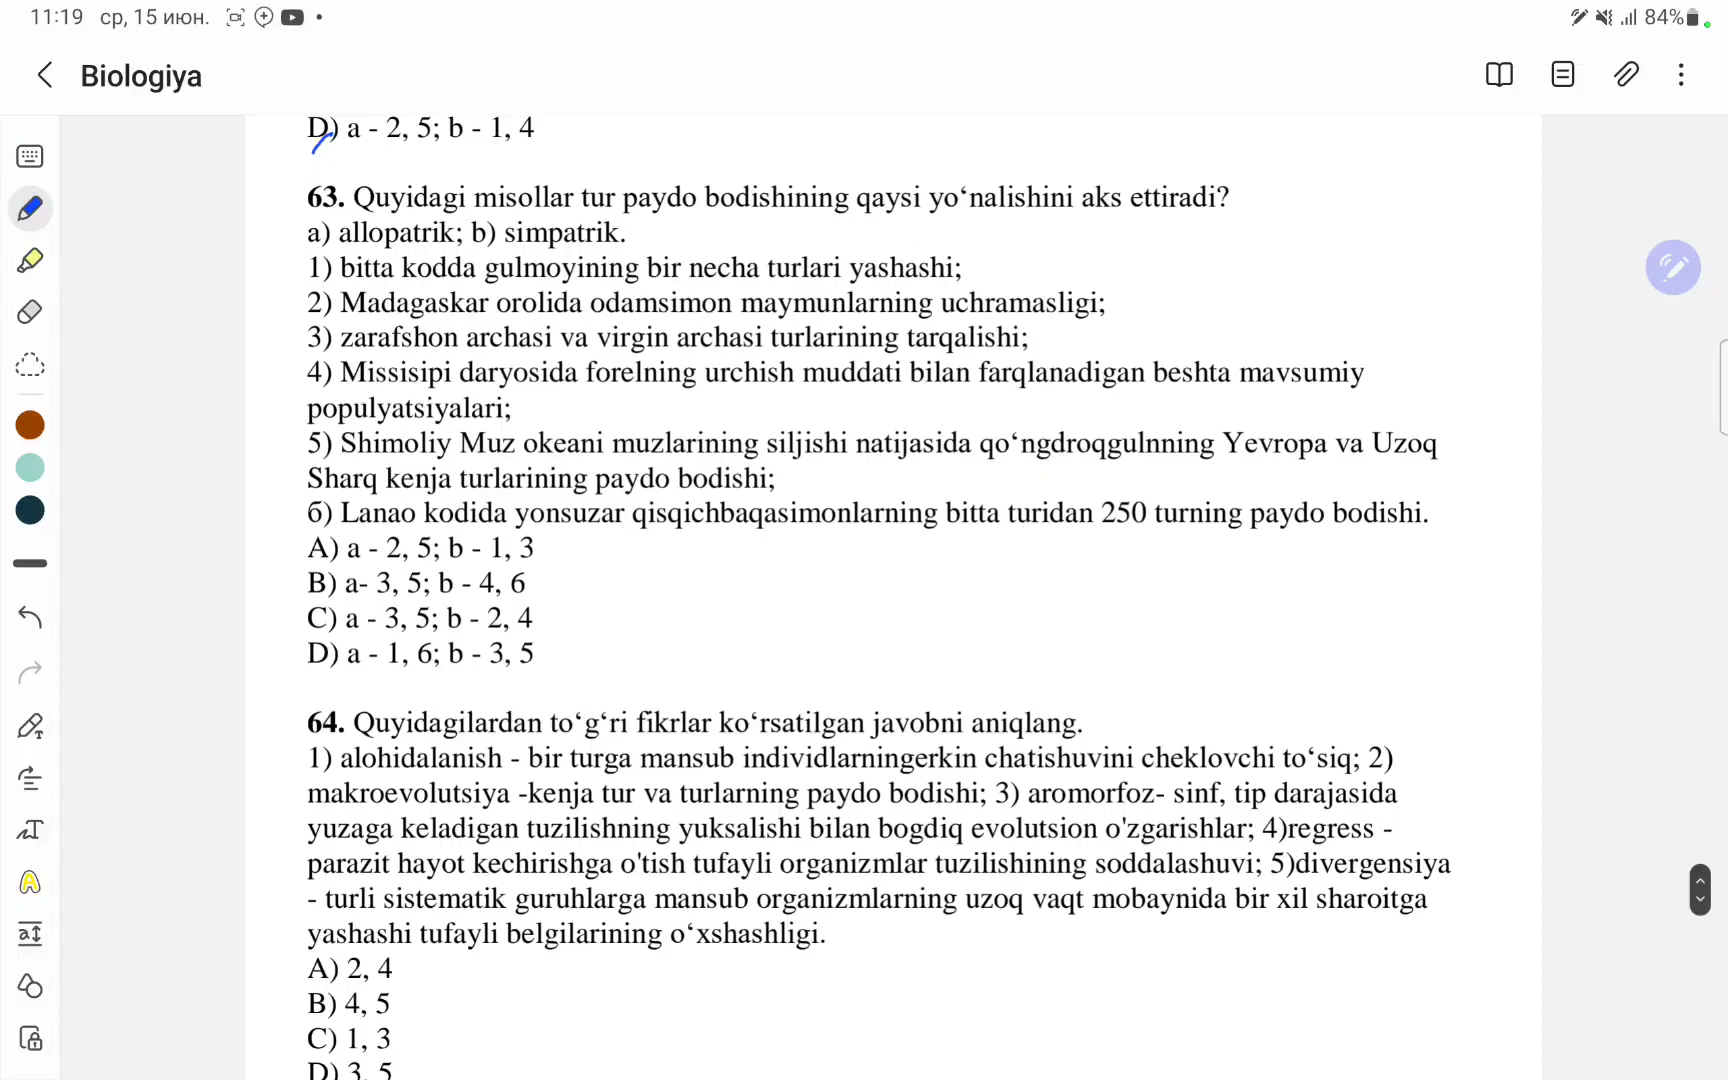 11:19 ср, 15 июн.
84%
Biologiya
D) a - 2, 5; b - 1, 4
63. Quyidagi misollar tur paydo bodishining qaysi yo‘nalishini aks ettiradi?
a) allopatrik; b) simpatrik.
1) bitta kodda gulmoyining bir necha turlari yashashi;
2) Madagaskar orolida odamsimon maymunlarning uchramasligi;
3) zarafshon archasi va virgin archasi turlarining tarqalishi;
4) Missisipi daryosida forelning urchish muddati bilan farqlanadigan beshta mavsumiy
populyatsiyalari;
5) Shimoliy Muz okeani muzlarining siljishi natijasida qo‘ngdroqgulnning Yevropa va Uzoq
Sharq kenja turlarining paydo bodishi;
б) Lanao kodida yonsuzar qisqichbaqasimonlarning bitta turidan 250 turning paydo bodishi.
A) a - 2, 5; b - 1, 3
B) a- 3, 5; b - 4, 6
C) a - 3, 5; b - 2, 4
D) a - 1, 6; b - 3, 5
64. Quyidagilardan to‘g‘ri fikrlar ko‘rsatilgan javobni aniqlang.
1) alohidalanish - bir turga mansub individlarningerkin chatishuvini cheklovchi to‘siq; 2)
makroevolutsiya -kenja tur va turlarning paydo bodishi; 3) aromorfoz- sinf, tip darajasida
yuzaga keladigan tuzilishning yuksalishi bilan bogdiq evolutsion o'zgarishlar; 4)regress -
parazit hayot kechirishga o'tish tufayli organizmlar tuzilishining soddalashuvi; 5)divergensiya
- turli sistematik guruhlarga mansub organizmlarning uzoq vaqt mobaynida bir xil sharoitga
yashashi tufayli belgilarining o‘xshashligi.
A) 2, 4
B) 4, 5
C) 1, 3
D) 3, 5